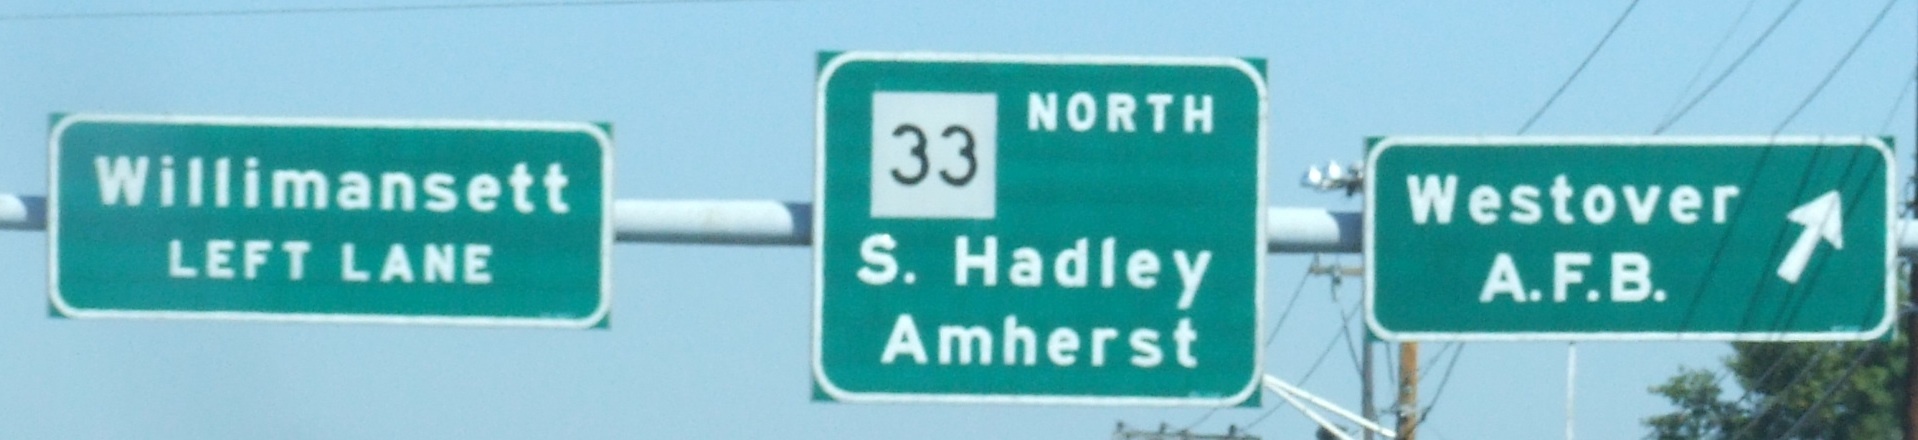 Willimansett
LEFT LANE
33 NORTH
S. Hadley
Amherst
Westover
A.F.B.